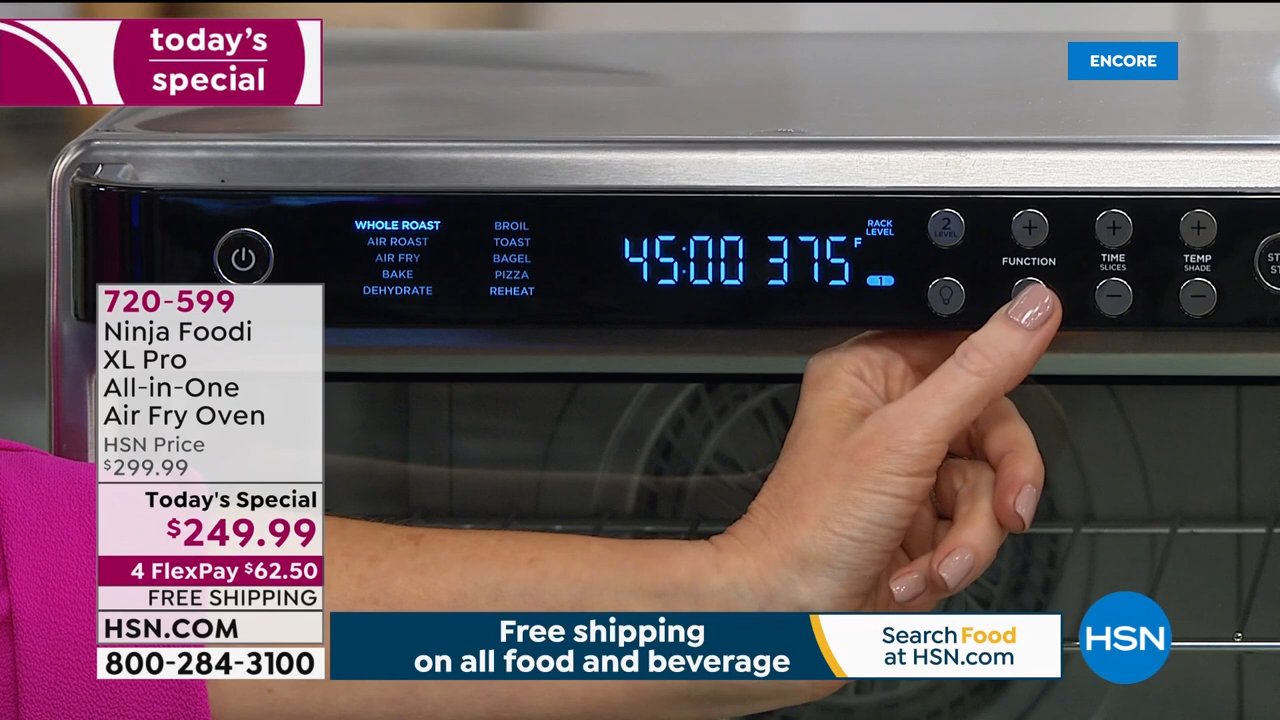 today's
special
ENCORE
WHOLE ROAST
AIR ROAST
AIR FRY
BAKE
DEHYDRATE
BROIL
TOAST
BAGEL
PIZZA
REHEAT
45:00 375 F
RACK
LEVEL
1
2
LEVEL
FUNCTION
TIME
SLICES
TEMP
SHADE
720-599
Ninja Foodi
XL Pro
All-in-One
Air Fry Oven
HSN Price
$299.99
Today's Special
$249.99
4 FlexPay $62.50
FREE SHIPPING
HSN.COM
800-284-3100
Free shipping
on all food and beverage
Search Food
at HSN.com
HSN